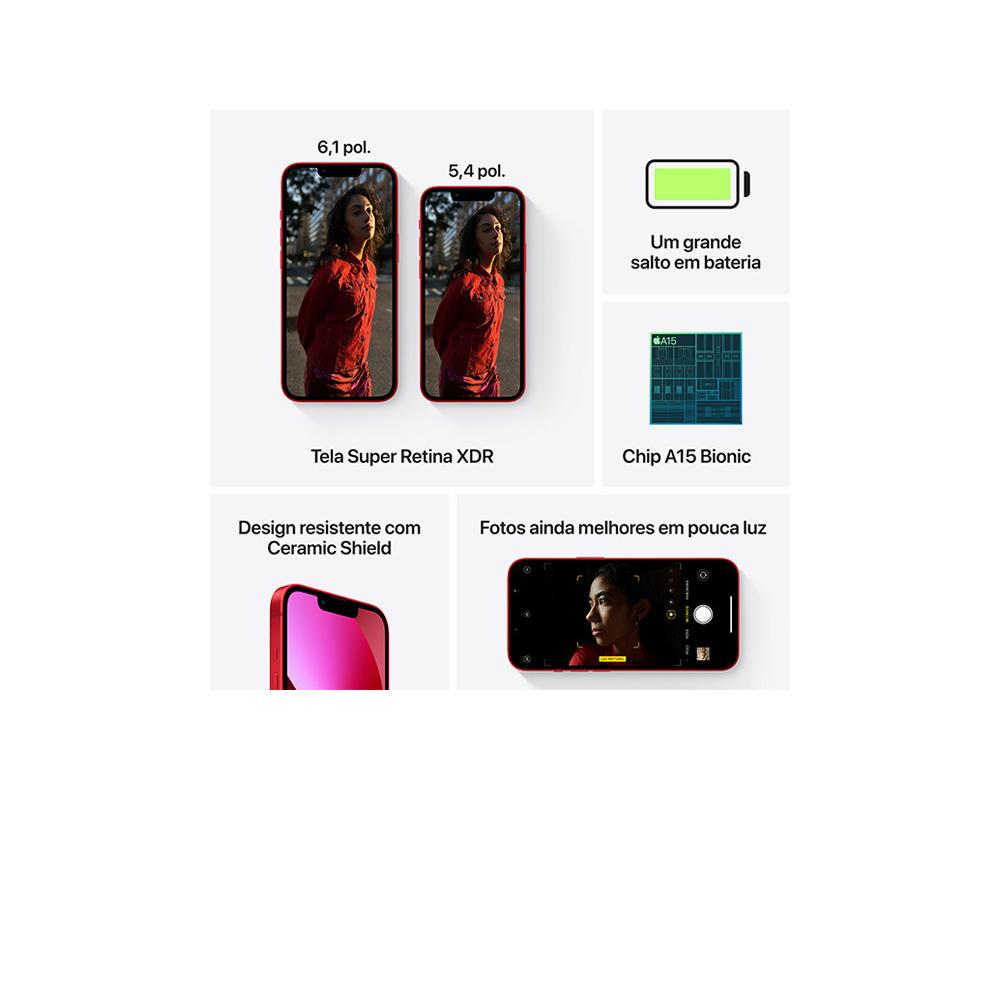 6,1 pol.
5,4 pol.
Tela Super Retina XDR
Um grande
salto em bateria
A15
Chip A15 Bionic
Design resistente com
Ceramic Shield
Fotos ainda melhores em pouca luz
LUZ NATURAL